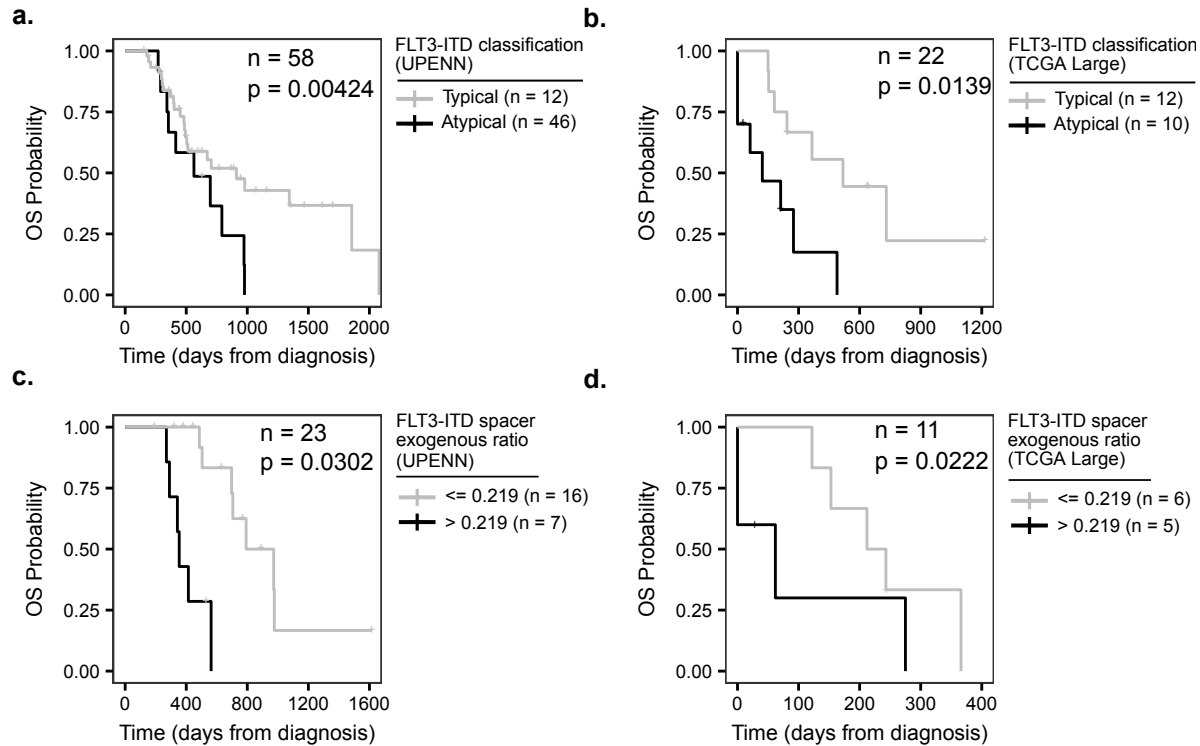 a.
n = 58
p = 0.00424
FLT3-ITD classification
(UPENN)
Typical (n = 12)
Atypical (n = 46)
1.00
0.75
0.50
0.25
0.00
OS Probability
0
500
1000
1500
2000
Time (days from diagnosis)
b.
n = 22
p = 0.0139
FLT3-ITD classification
(TCGA Large)
Typical (n = 12)
Atypical (n = 10)
1.00
0.75
0.50
0.25
0.00
OS Probability
0
300
600
900
1200
Time (days from diagnosis)
c.
n = 23
p = 0.0302
FLT3-ITD spacer
exogenous ratio
(UPENN)
<= 0.219 (n = 16)
> 0.219 (n = 7)
1.00
0.75
0.50
0.25
0.00
OS Probability
0
400
800
1200
1600
Time (days from diagnosis)
d.
n = 11
p = 0.0222
FLT3-ITD spacer
exogenous ratio
(TCGA Large)
<= 0.219 (n = 6)
> 0.219 (n = 5)
1.00
0.75
0.50
0.25
0.00
OS Probability
0
100
200
300
400
Time (days from diagnosis)